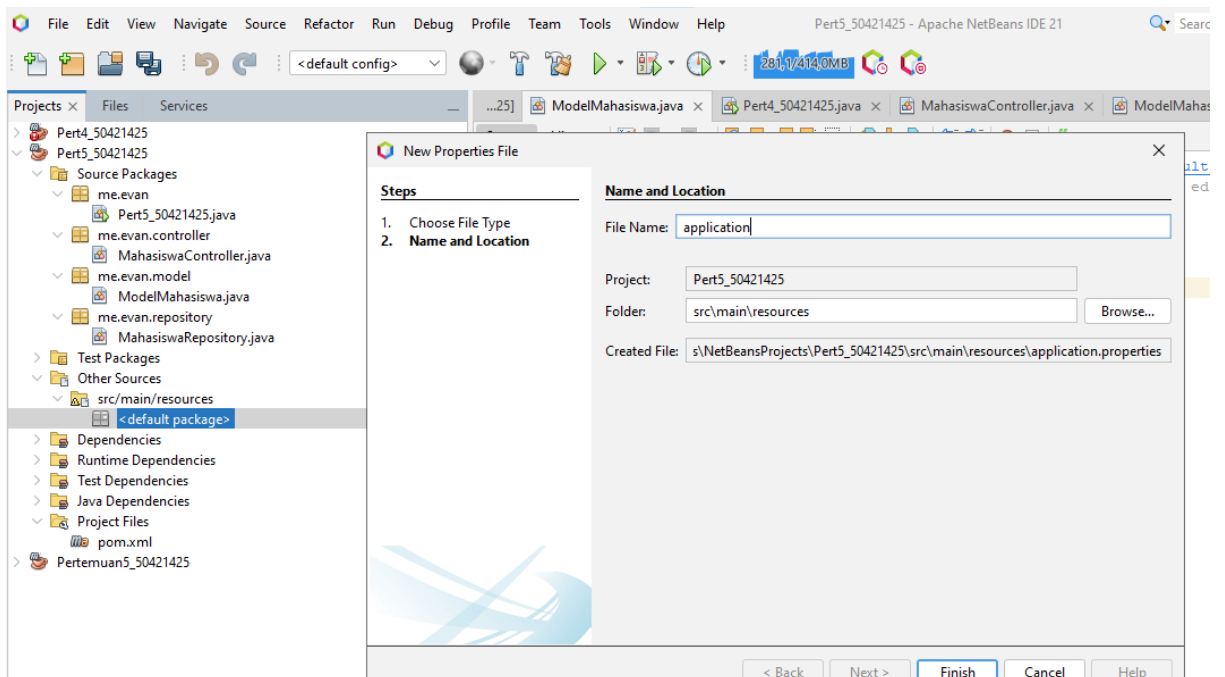 File Edit View Navigate Source Refactor Run Debug Profile Team Tools Window Help Pert5_50421425 - Apache NetBeans IDE 21
<default config> 281,1/414,0MB
Projects Files Services ...25] ModelMahasiswa.java Pert4_50421425.java MahasiswaController.java
Pert4_50421425
Pert5_50421425
Source Packages
me.evan
Pert5_50421425.java
me.evan.controller
MahasiswaController.java
me.evan.model
ModelMahasiswa.java
me.evan.repository
MahasiswaRepository.java
Test Packages
Other Sources
src/main/resources
<default package>
Dependencies
Runtime Dependencies
Test Dependencies
Java Dependencies
Project Files
pom.xml
Pertemuan5_50421425
New Properties File
Steps
1. Choose File Type
2. Name and Location
Name and Location
File Name: application
Project: Pert5_50421425
Folder: src\main\resources Browse...
Created File: s\NetBeansProjects\Pert5_50421425\src\main\resources\application.properties
< Back Next > Finish Cancel Help